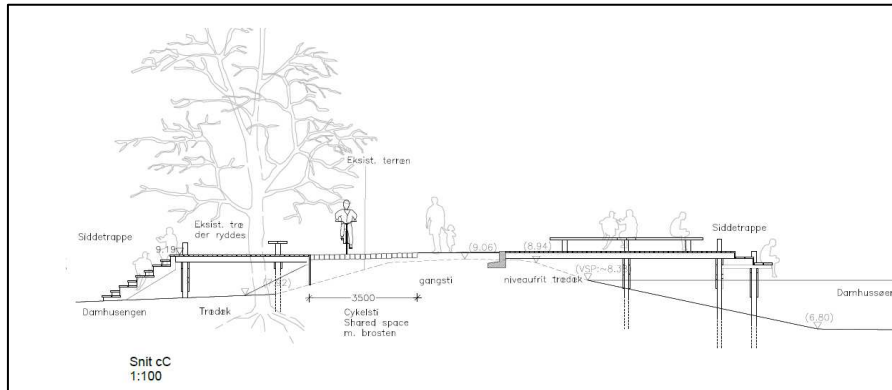 Eksist. terræn
Siddetrappe
Eksist. træ
der ryddes
Siddetrappe
9.19
(9.06)
(8.94)
(VSP:~8.38)
gangsti
niveaufrit trædæk
Damhusengen
Trædæk
3500
Damhussøen
Cykelsti
Shared space
m. brosten
(6.80)
Snit cC
1:100